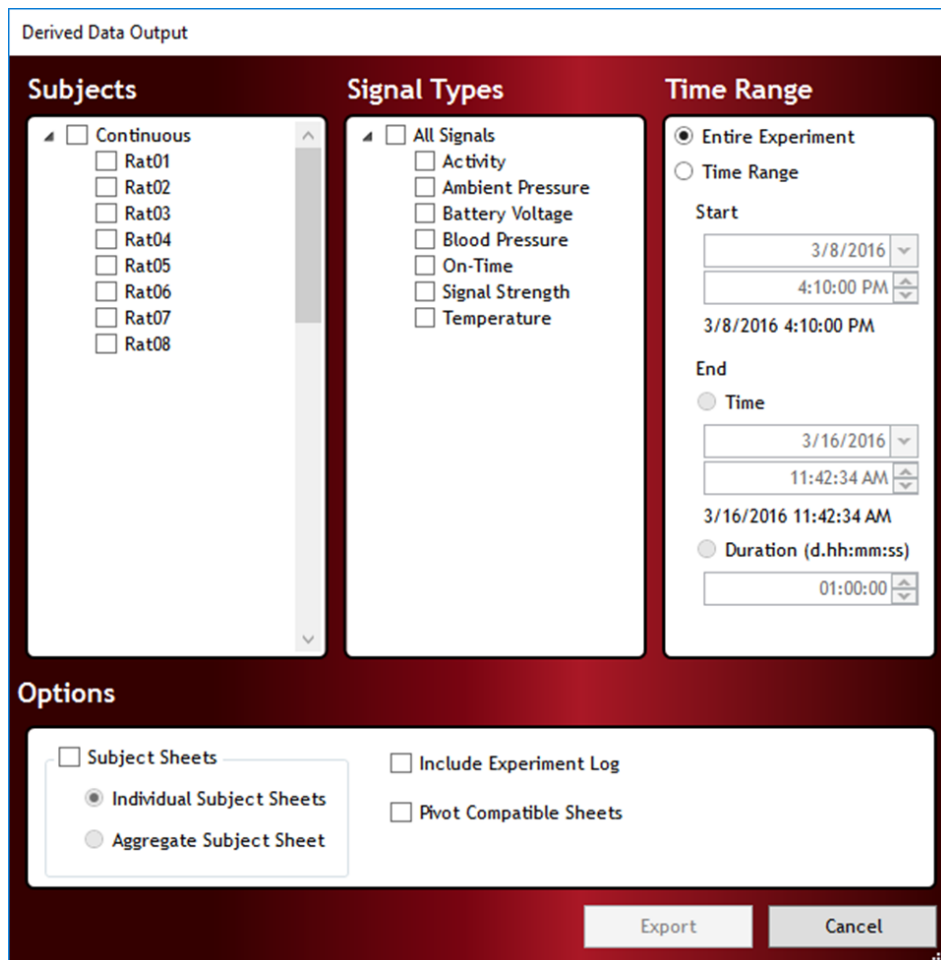 Derived Data Output
Subjects
Continuous
Rat01
Rat02
Rat03
Rat04
Rat05
Rat06
Rat07
Rat08
Signal Types
All Signals
Activity
Ambient Pressure
Battery Voltage
Blood Pressure
On-Time
Signal Strength
Temperature
Time Range
Entire Experiment
Time Range
Start
3/8/2016
4:10:00 PM
3/8/2016 4:10:00 PM
End
Time
3/16/2016
11:42:34 AM
3/16/2016 11:42:34 AM
Duration (d.hh:mm:ss)
01:00:00
Options
Subject Sheets
Individual Subject Sheets
Aggregate Subject Sheet
Include Experiment Log
Pivot Compatible Sheets
Export
Cancel